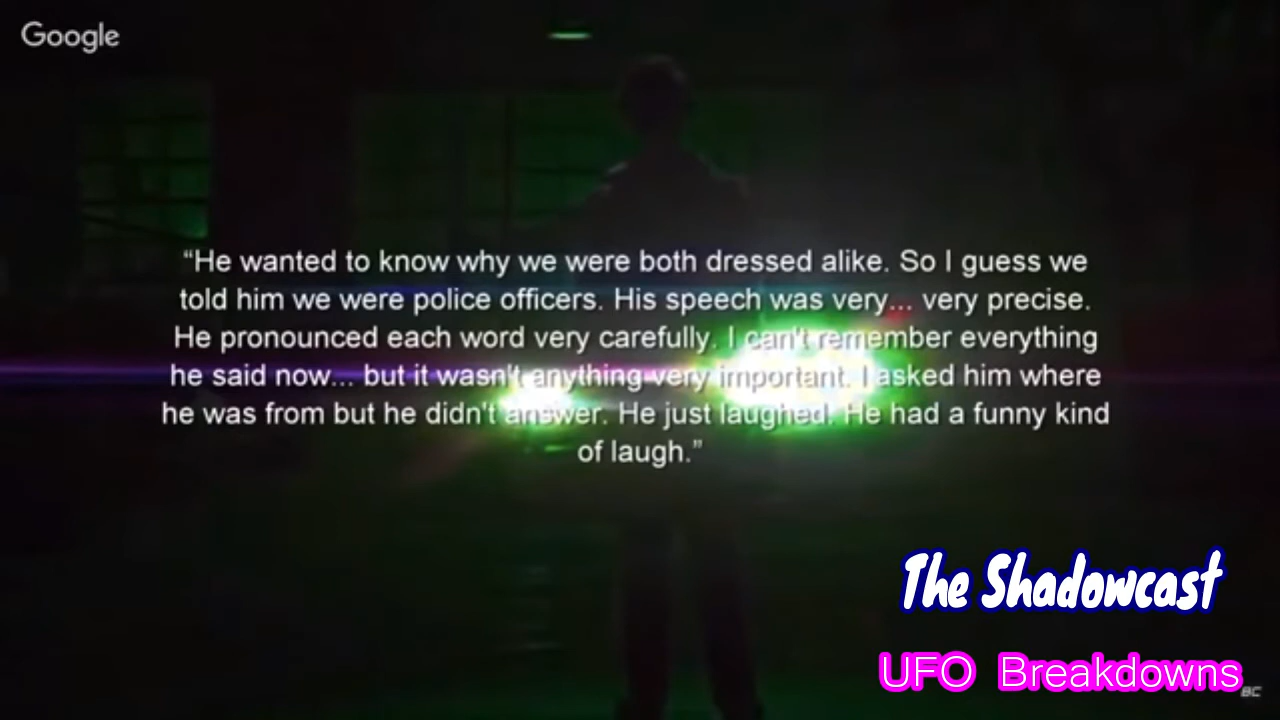 Google
“He wanted to know why we were both dressed alike. So I guess we
told him we were police officers. His speech was very... very precise.
He pronounced each word very carefully. I can't remember everything
he said now... but it wasn't anything very important. I asked him where
he was from but he didn't answer. He just laughed. He had a funny kind
of laugh.”
The Shadowcast
UFO Breakdowns
BC